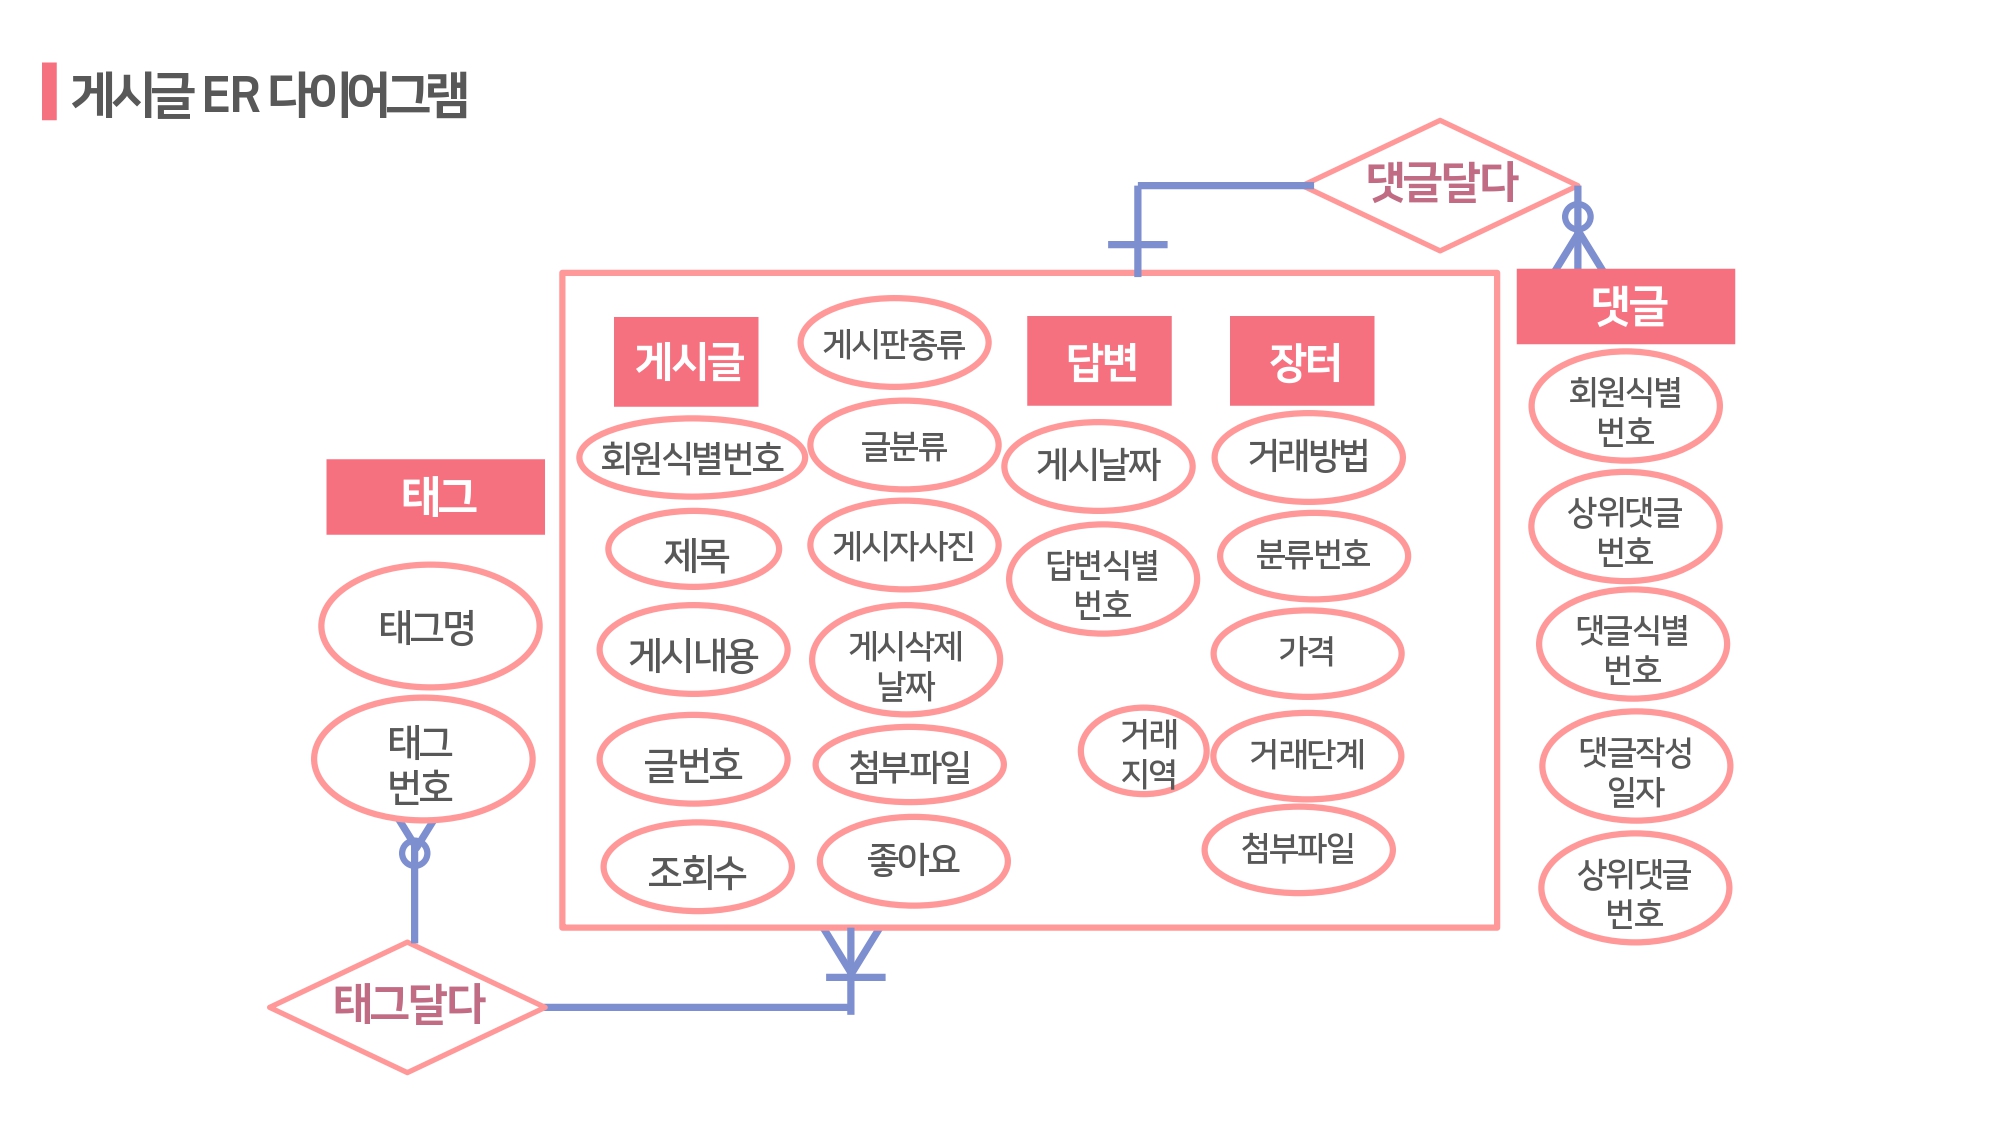 게시글 ER 다이어그램
댓글달다
댓글
회원식별
번호
상위댓글
번호
댓글식별
번호
댓글작성
일자
상위댓글
번호
게시글
회원식별번호
제목
게시내용
글번호
조회수
게시판종류
글분류
게시자사진
게시삭제
날짜
첨부파일
좋아요
답변
게시날짜
답변식별
번호
장터
거래방법
분류번호
가격
거래단계
거래
지역
첨부파일
태그
태그명
태그
번호
태그달다